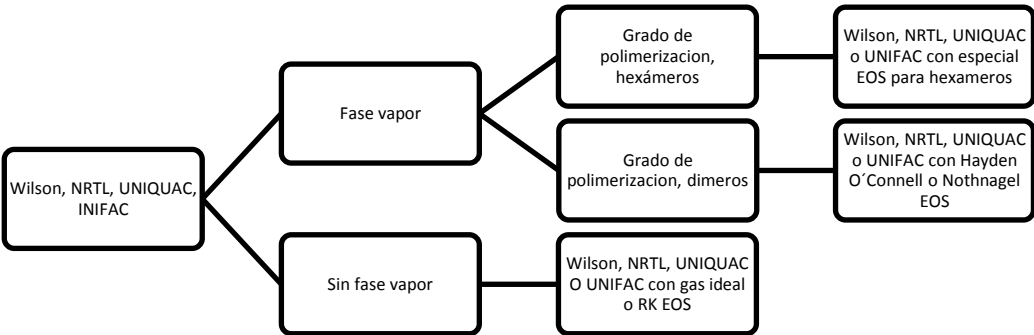 Wilson, NRTL, UNIQUAC,
INIFAC
Fase vapor
Grado de
polimerizacion,
hexámeros
Wilson, NRTL, UNIQUAC
o UNIFAC con especial
EOS para hexameros
Grado de
polimerizacion, dimeros
Wilson, NRTL, UNIQUAC
o UNIFAC con Hayden
O´Connell o Nothnagel
EOS
Sin fase vapor
Wilson, NRTL, UNIQUAC
O UNIFAC con gas ideal
o RK EOS